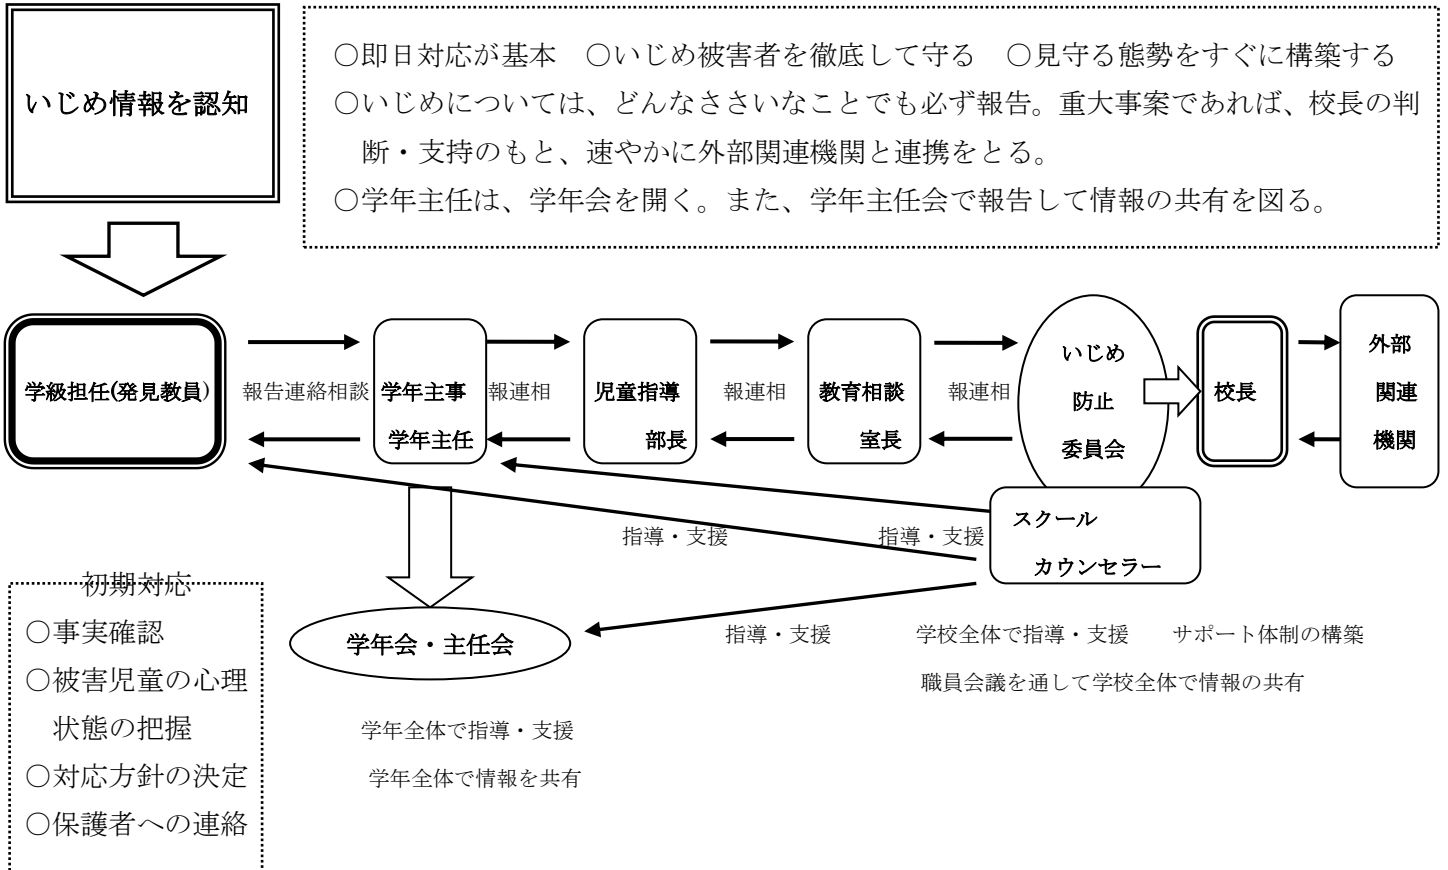 いじめ情報を認知
〇即日対応が基本　〇いじめ被害者を徹底して守る　〇見守る態勢をすぐに構築する
〇いじめについては、どんなささいなことでも必ず報告。重大事案であれば、校長の判
断・支持のもと、速やかに外部関連機関と連携をとる。
〇学年主任は、学年会を開く。また、学年主任会で報告して情報の共有を図る。
学級担任(発見教員)
報告連絡相談
学年主事
学年主任
報連相
児童指導
部長
報連相
教育相談
室長
報連相
いじめ
防止
委員会
校長
外部
関連
機関
スクール
カウンセラー
指導・支援
指導・支援
初期対応
〇事実確認
〇被害児童の心理
状態の把握
〇対応方針の決定
〇保護者への連絡
学年会・主任会
指導・支援
学校全体で指導・支援　サポート体制の構築
職員会議を通して学校全体で情報の共有
学年全体で指導・支援
学年全体で情報を共有